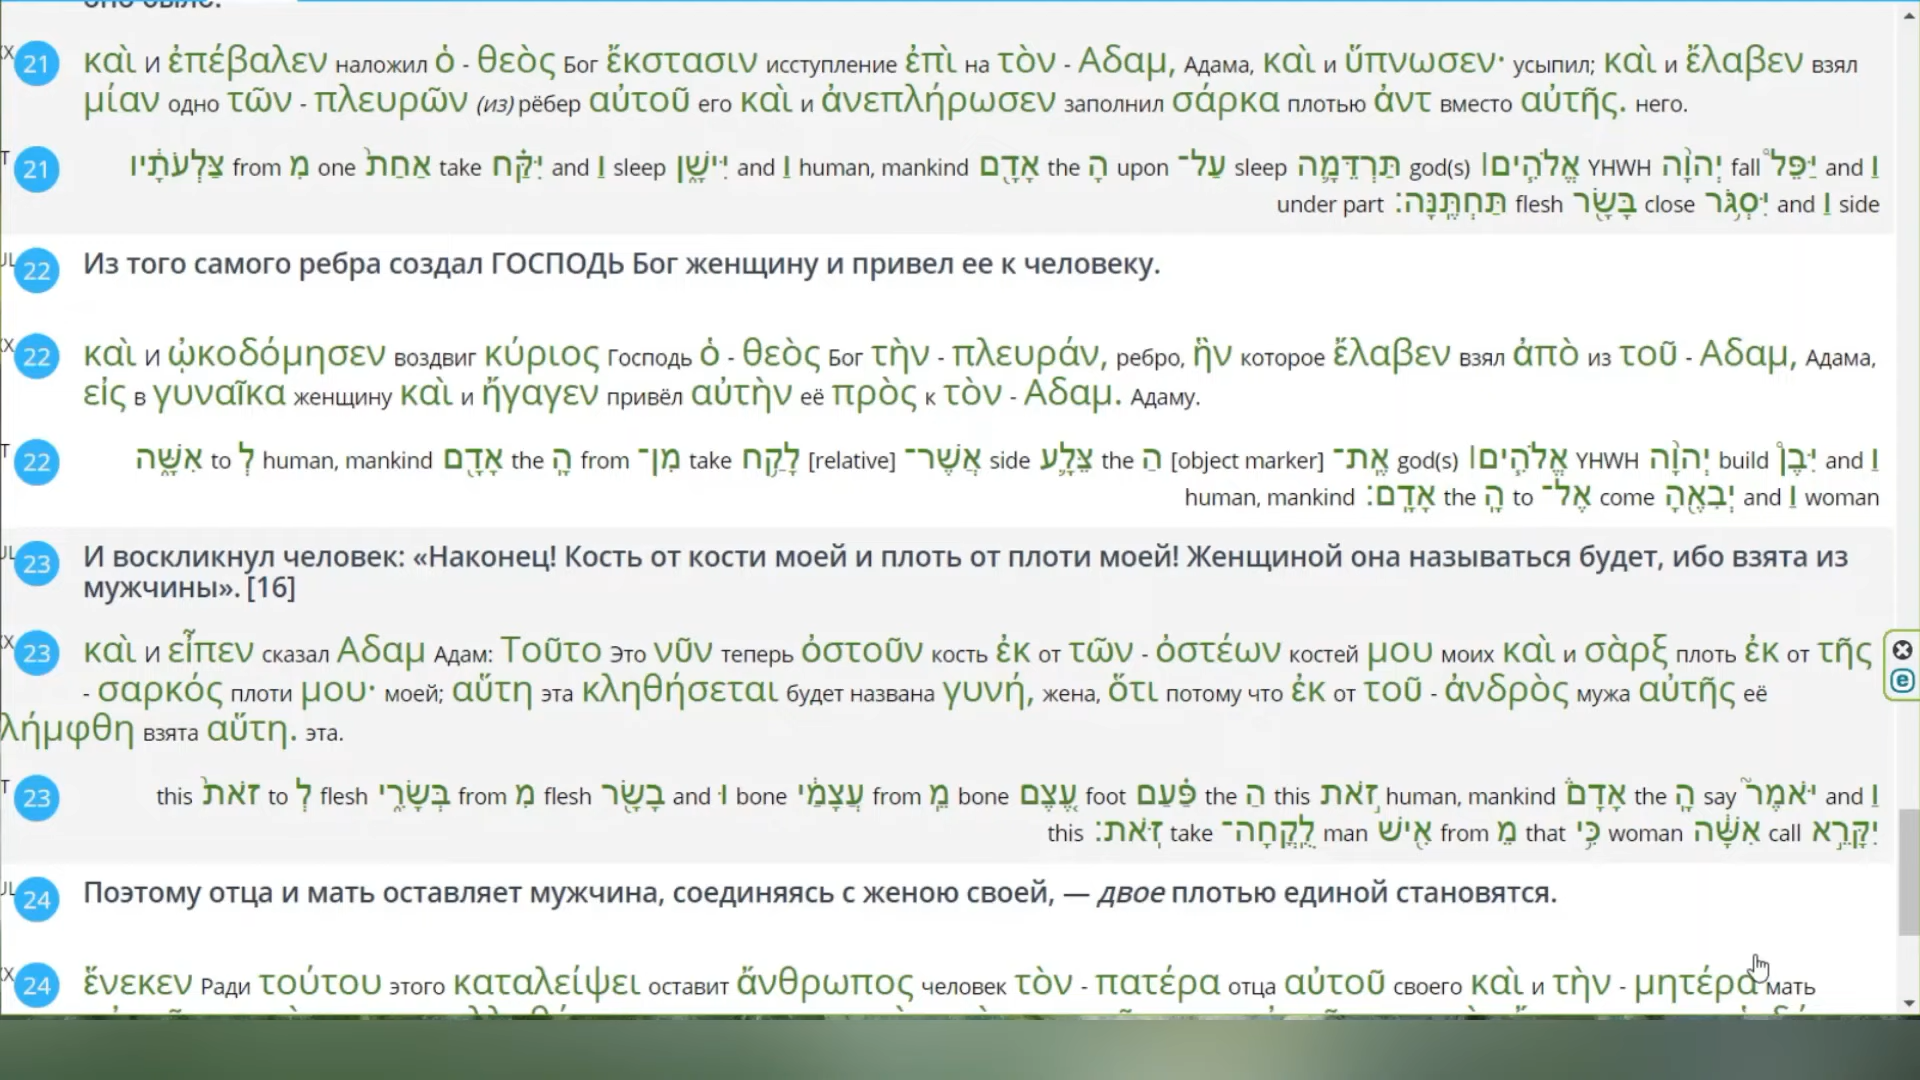 оно было.
21 καὶ И ἐπέβαλεν наложил ὁ - θεὸς Бог ἔκστασιν исступление ἐπὶ на τὸν - Αδαμ, Адама, καὶ и ὕπνωσεν· усыпил; καὶ и ἔλαβεν взял
μίαν одно τῶν - πλευρῶν (из) рёбер αὐτοῦ его καὶ и ἀνεπλήρωσεν заполнил σάρκα плотью ἀντ вместо αὐτῆς. него.
21 וַ and יַּפֵּל֩ fall יְהוָ֨ה YHWH אֱלֹהִ֧ים׀ god(s) תַּרְדֵּמָ֛ה sleep עַל־ upon הָ the אָדָ֖ם human, mankind וַ and יִּישָׁ֑ן sleep וַ and יִּקַּ֗ח take אַחַת֙ one מִ from צַּלְעֹתָ֔יו
side וַ and יִּסְגֹּ֥ר close בָּשָׂ֖ר flesh תַּחְתֶּֽנָּה׃ under part
22 Из того самого ребра создал ГОСПОДЬ Бог женщину и привел ее к человеку.
22 καὶ И ᾠκοδόμησεν воздвиг κύριος Господь ὁ - θεὸς Бог τὴν - πλευράν, ребро, ἣν которое ἔλαβεν взял ἀπὸ из τοῦ - Αδαμ, Адама,
εἰς в γυναῖκα женщину καὶ и ἤγαγεν привёл αὐτὴν её πρὸς к τὸν - Αδαμ. Адаму.
22 וַ and יִּבֶן֩ build יְהוָ֨ה YHWH אֱלֹהִ֧ים׀ god(s) אֶֽת־ [object marker] הַ the צֵּלָ֛ע side אֲשֶׁר־ [relative] לָקַ֥ח take מִן־ from הָֽ the אָדָ֖ם human, mankind לְ to אִשָּׁ֑ה
woman וַ and יְבִאֶ֖הָ come אֶל־ to הָֽ the אָדָֽם׃ human, mankind
23 И воскликнул человек: «Наконец! Кость от кости моей и плоть от плоти моей! Женщиной она называться будет, ибо взята из
мужчины». [16]
23 καὶ И εἶπεν сказал Αδαμ Адам: Τοῦτο Это νῦν теперь ὀστοῦν кость ἐκ от τῶν - ὀστέων костей μου моих καὶ и σὰρξ плоть ἐκ от τῆς
- σαρκός плоти μου· моей; αὕτη эта κληθήσεται будет названа γυνή, жена, ὅτι потому что ἐκ от τοῦ - ἀνδρὸς мужа αὐτῆς её
λήμφθη взята αὕτη. эта.
23 וַ and יֹּאמֶר֮ say הָֽ the אָדָם֒ human, mankind זֹ֣את this הַ the פַּ֗עַם foot עֶ֚צֶם bone מֵֽ from עֲצָמַ֔י bone וּ and בָשָׂ֖ר flesh מִ from בְּשָׂרִ֑י flesh לְ to זֹאת֙ this
יִקָּרֵ֣א call אִשָּׁ֔ה woman כִּ֥י that מֵ from אִ֖ישׁ man לֻֽקֳחָה־ take זֹּֽאת׃ this
24 Поэтому отца и мать оставляет мужчина, соединяясь с женою своей, — двое плотью единой становятся.
24 ἕνεκεν Ради τούτου этого καταλείψει оставит ἄνθρωπος человек τὸν - πατέρα отца αὐτοῦ своего καὶ и τὴν - μητέρα мать